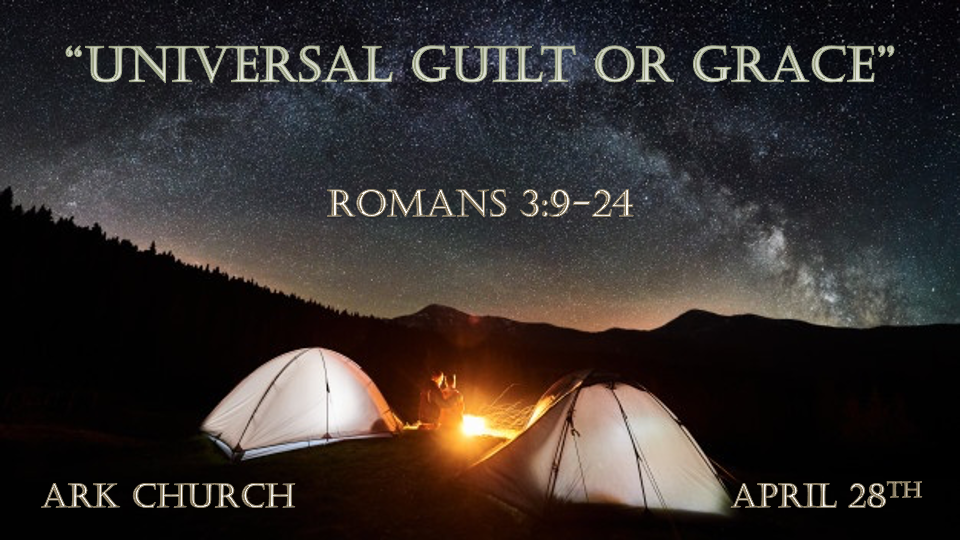 “UNIVERSAL GUILT OR GRACE”
ROMANS 3:9-24
ARK CHURCH
APRIL 28TH